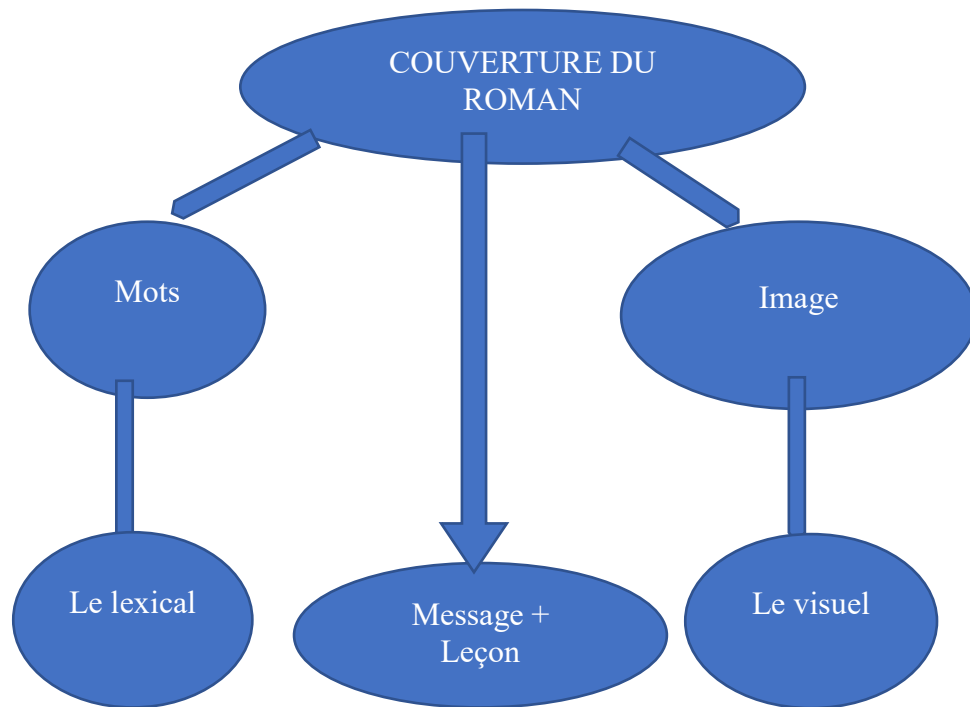 COUVERTURE DU
ROMAN
Mots
Image
Le lexical
Message +
Leçon
Le visuel